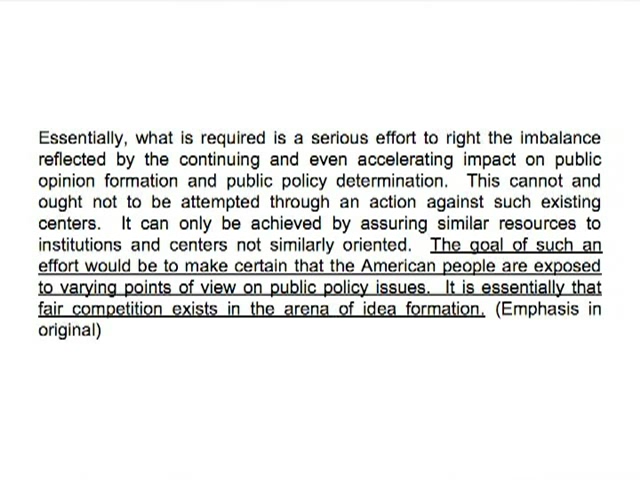 Essentially, what is required is a serious effort to right the imbalance
reflected by the continuing and even accelerating impact on public
opinion formation and public policy determination. This cannot and
ought not to be attempted through an action against such existing
centers. It can only be achieved by assuring similar resources to
institutions and centers not similarly oriented. The goal of such an
effort would be to make certain that the American people are exposed
to varying points of view on public policy issues. It is essentially that
fair competition exists in the arena of idea formation. (Emphasis in
original)